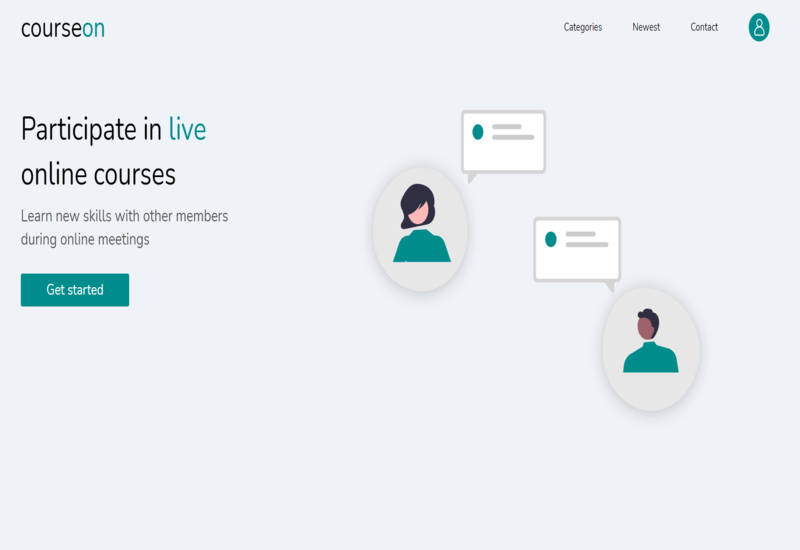 courseon
Categories
Newest
Contact
Participate in live
online courses
Learn new skills with other members
during online meetings
Get started